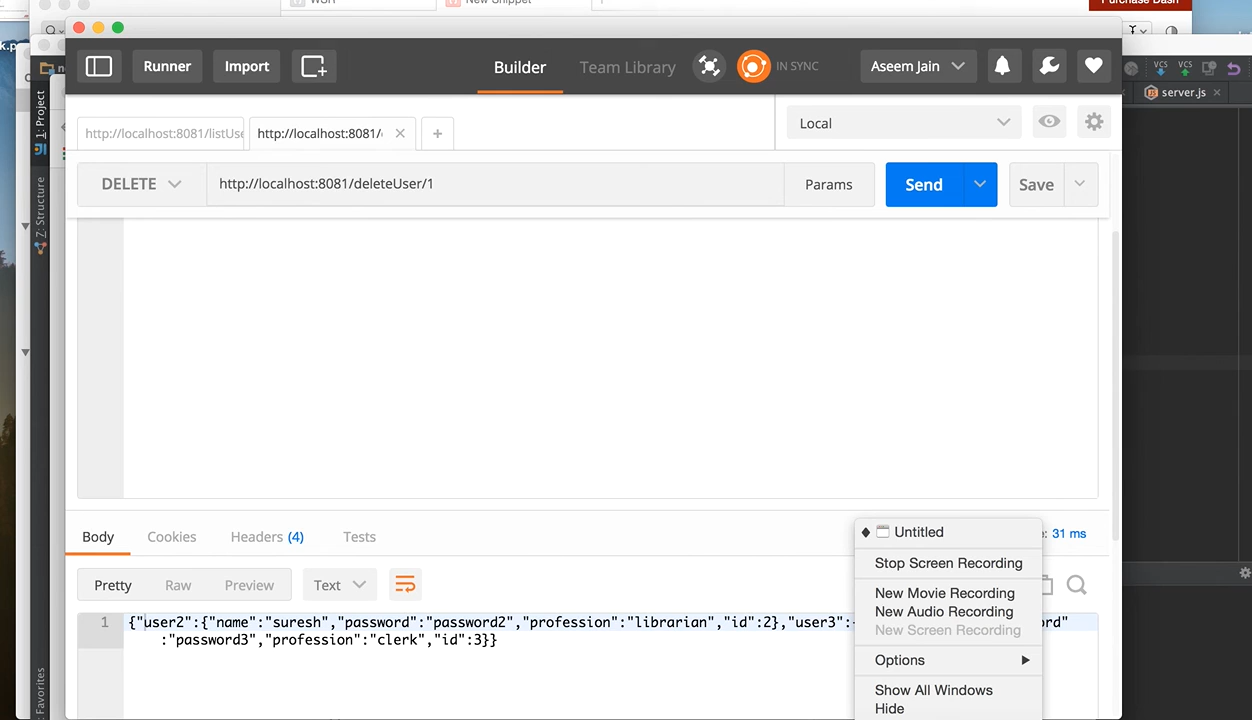 New Snippet
Purchase Dash
Runner
Import
Builder
Team Library
IN SYNC
Aseem Jain
VCS
VCS
server.js
1: Project
Z: Structure
Favorites
http://localhost:8081/listUse
http://localhost:8081/
Local
DELETE
http://localhost:8081/deleteUser/1
Params
Send
Save
Body
Cookies
Headers (4)
Tests
31 ms
Pretty
Raw
Preview
Text
1
{"user2":{"name":"suresh","password":"password2","profession":"librarian","id":2},"user3":
:"password3","profession":"clerk","id":3}}
Untitled
Stop Screen Recording
New Movie Recording
New Audio Recording
New Screen Recording
Options
Show All Windows
Hide